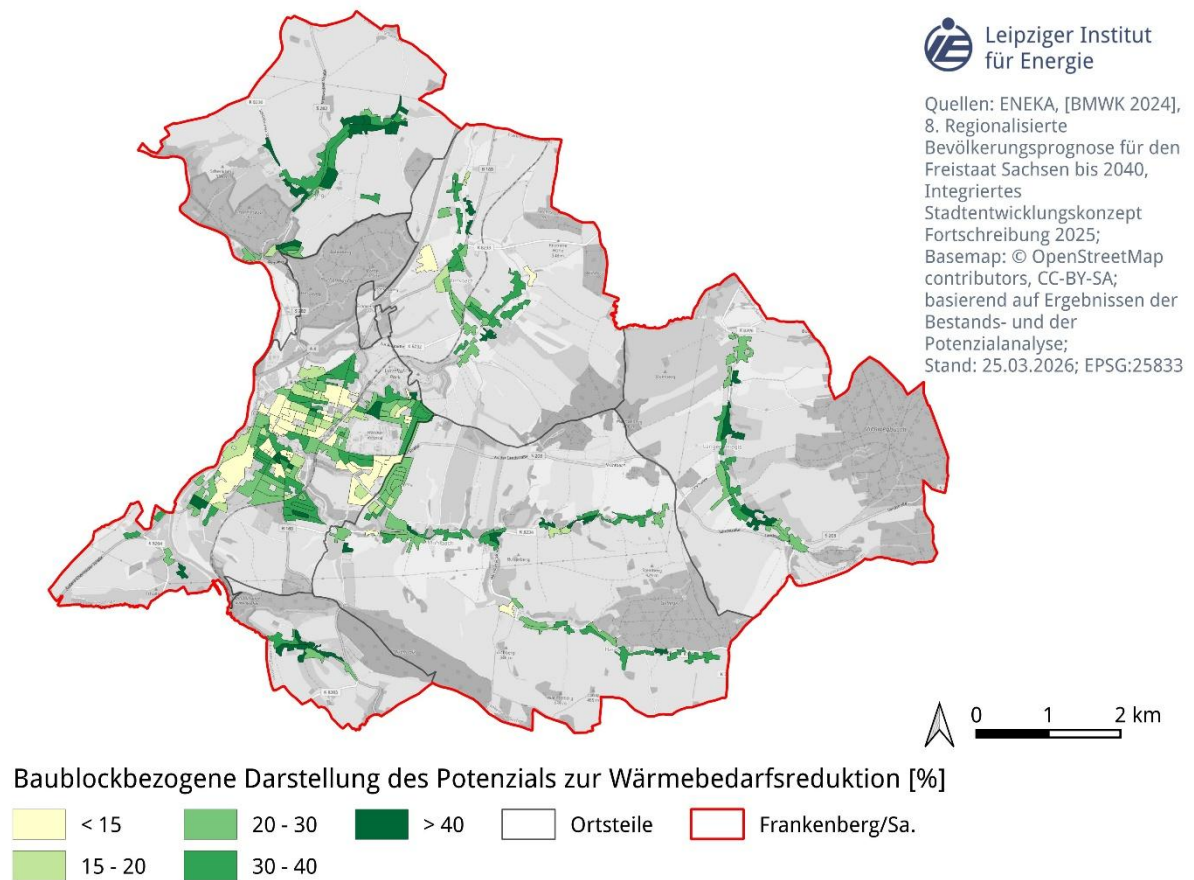 Leipziger Institut
für Energie
Quellen: ENEKA, [BMWK 2024],
8. Regionalisierte
Bevölkerungsprognose für den
Freistaat Sachsen bis 2040,
Integriertes
Stadtentwicklungskonzept
Fortschreibung 2025;
Basemap: © OpenStreetMap
contributors, CC-BY-SA;
basierend auf Ergebnissen der
Bestands- und der
Potenzialanalyse;
Stand: 25.03.2026; EPSG:25833
0 1 2 km
Baublockbezogene Darstellung des Potenzials zur Wärmebedarfsreduktion [%]
< 15 20 - 30 > 40 Ortsteile Frankenberg/Sa.
15 - 20 30 - 40